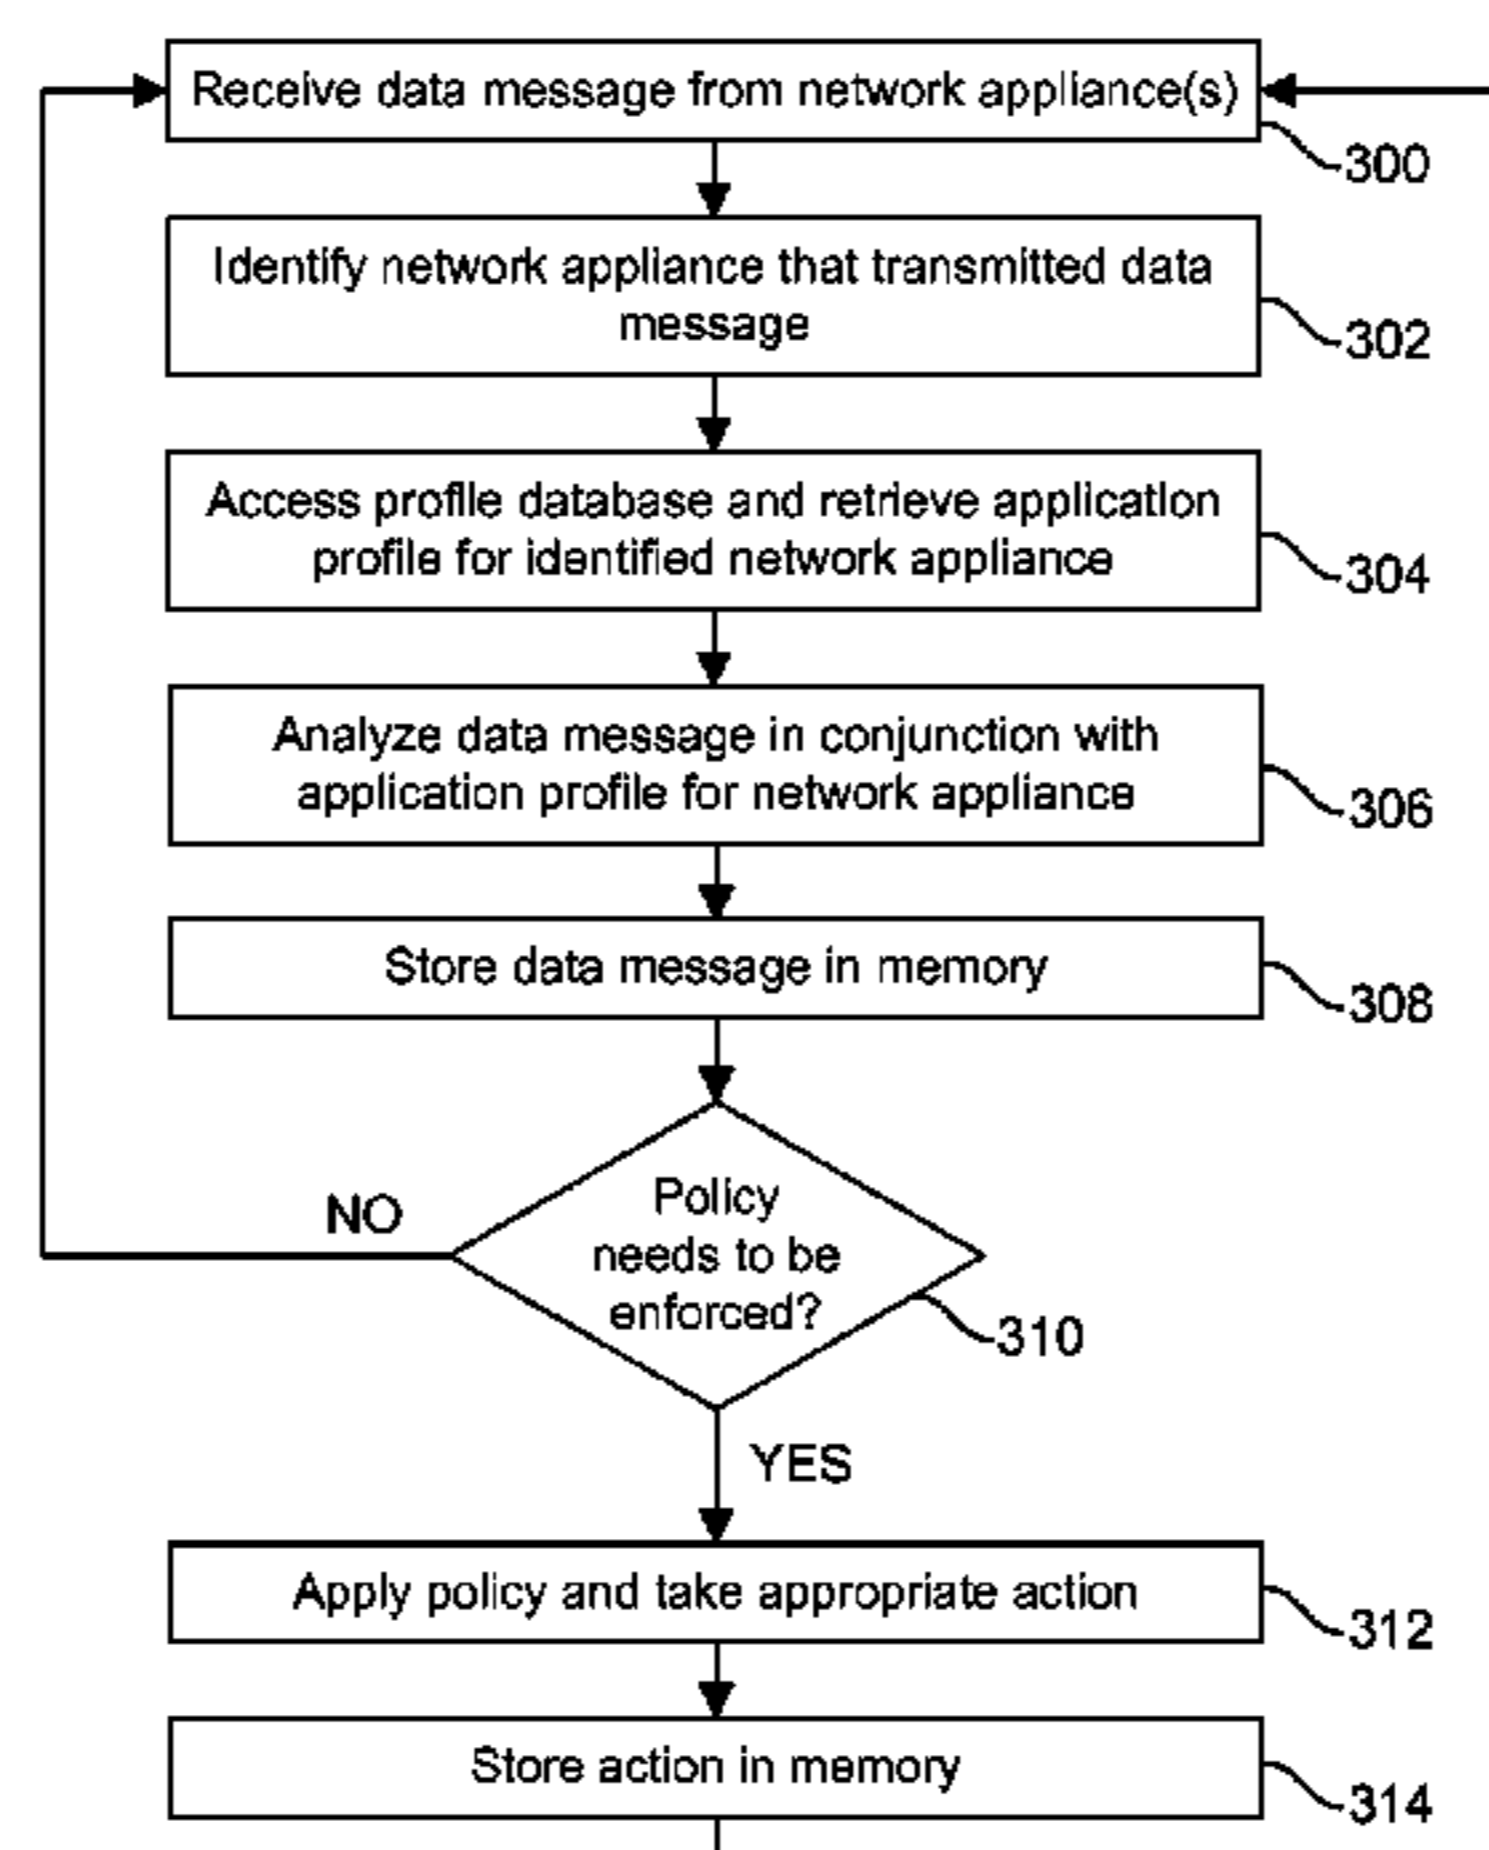 Receive data message from network appliance(s)
300
Identify network appliance that transmitted data
message
302
Access profile database and retrieve application
profile for identified network appliance
304
Analyze data message in conjunction with
application profile for network appliance
306
Store data message in memory
308
Policy
needs to be
enforced?
NO
310
YES
Apply policy and take appropriate action
312
Store action in memory
314